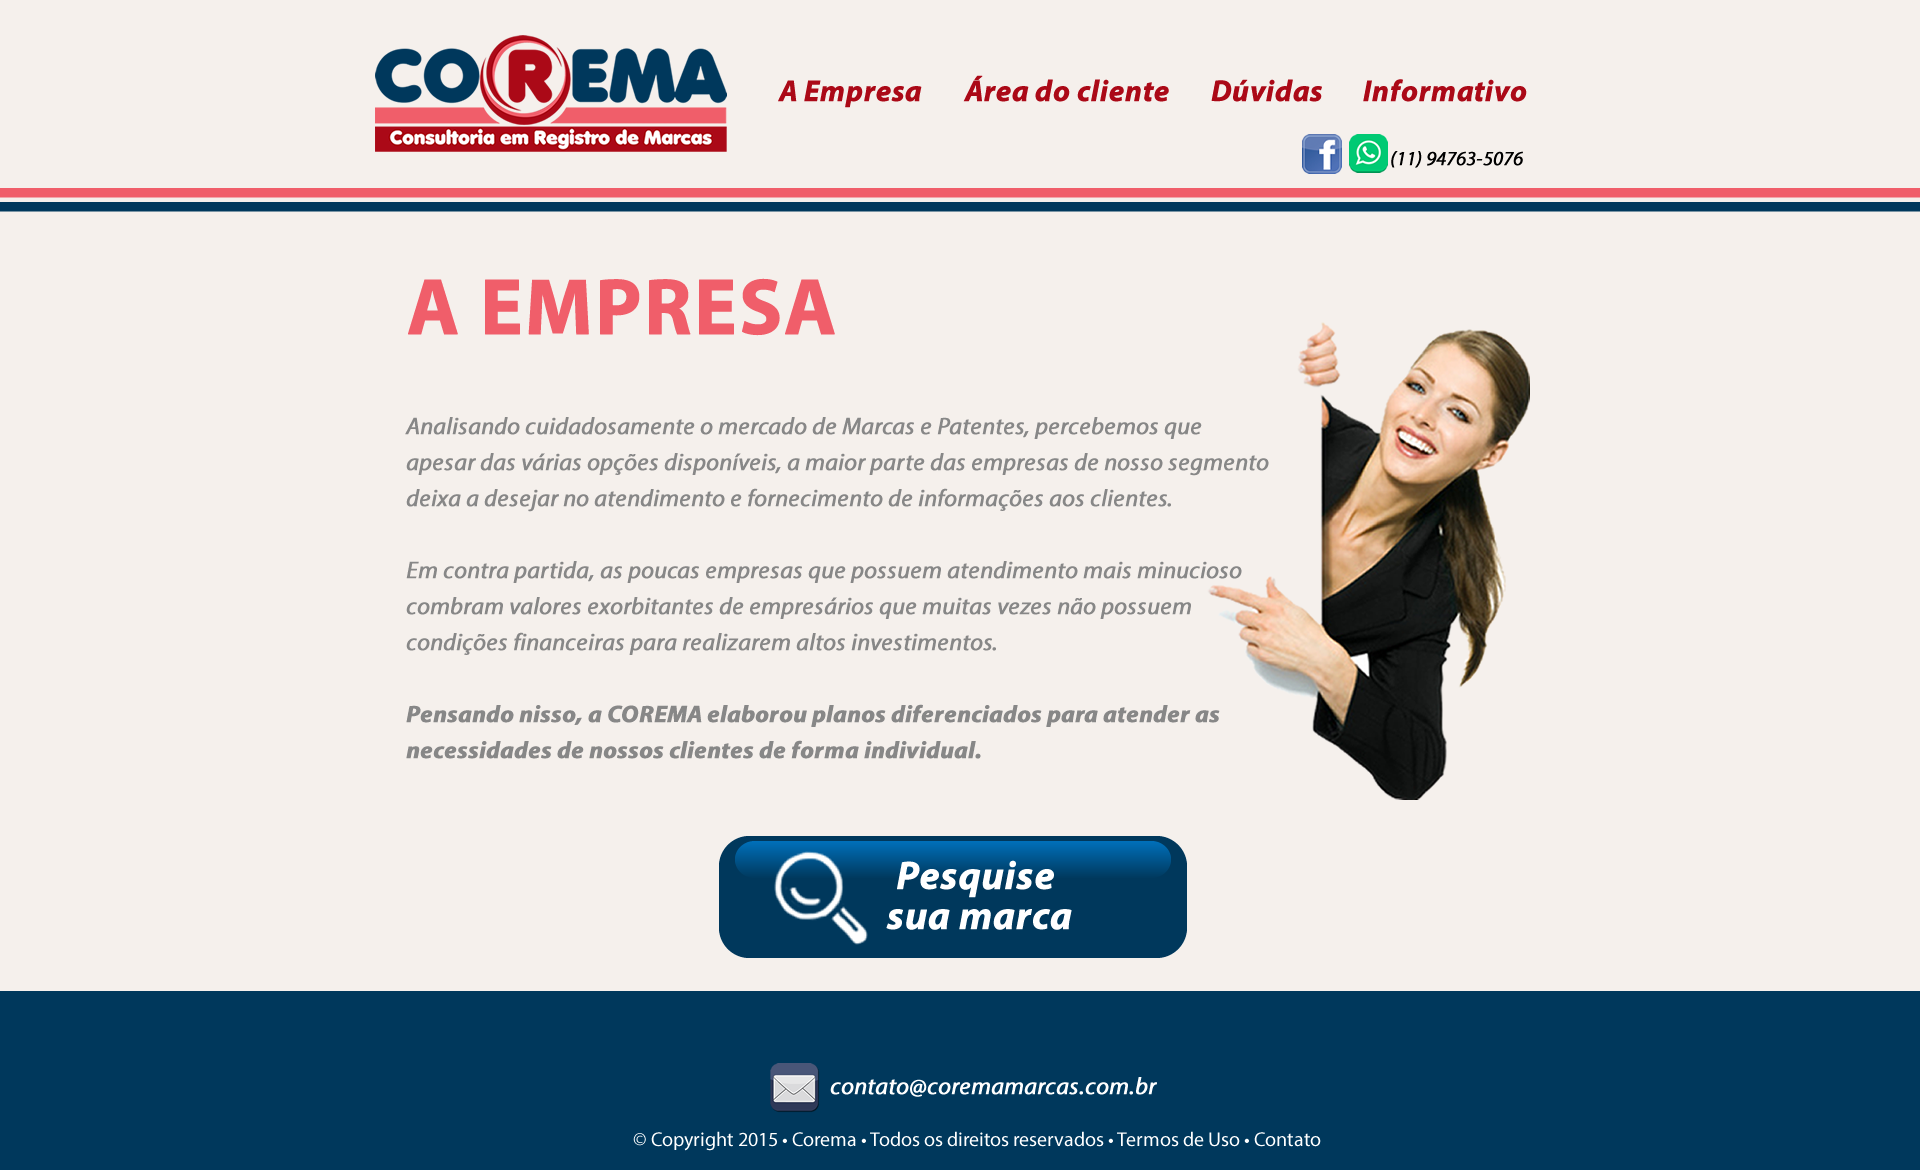 COREMA
Consultoria em Registro de Marcas
A Empresa Área do cliente Dúvidas Informativo
(11) 94763-5076
A EMPRESA
Analisando cuidadosamente o mercado de Marcas e Patentes, percebemos que
apesar das várias opções disponíveis, a maior parte das empresas de nosso segmento
deixa a desejar no atendimento e fornecimento de informações aos clientes.
Em contra partida, as poucas empresas que possuem atendimento mais minucioso
combram valores exorbitantes de empresários que muitas vezes não possuem
condições financeiras para realizarem altos investimentos.
Pensando nisso, a COREMA elaborou planos diferenciados para atender as
necessidades de nossos clientes de forma individual.
Pesquise
sua marca
contato@coremamarcas.com.br
© Copyright 2015 • Corema • Todos os direitos reservados • Termos de Uso • Contato